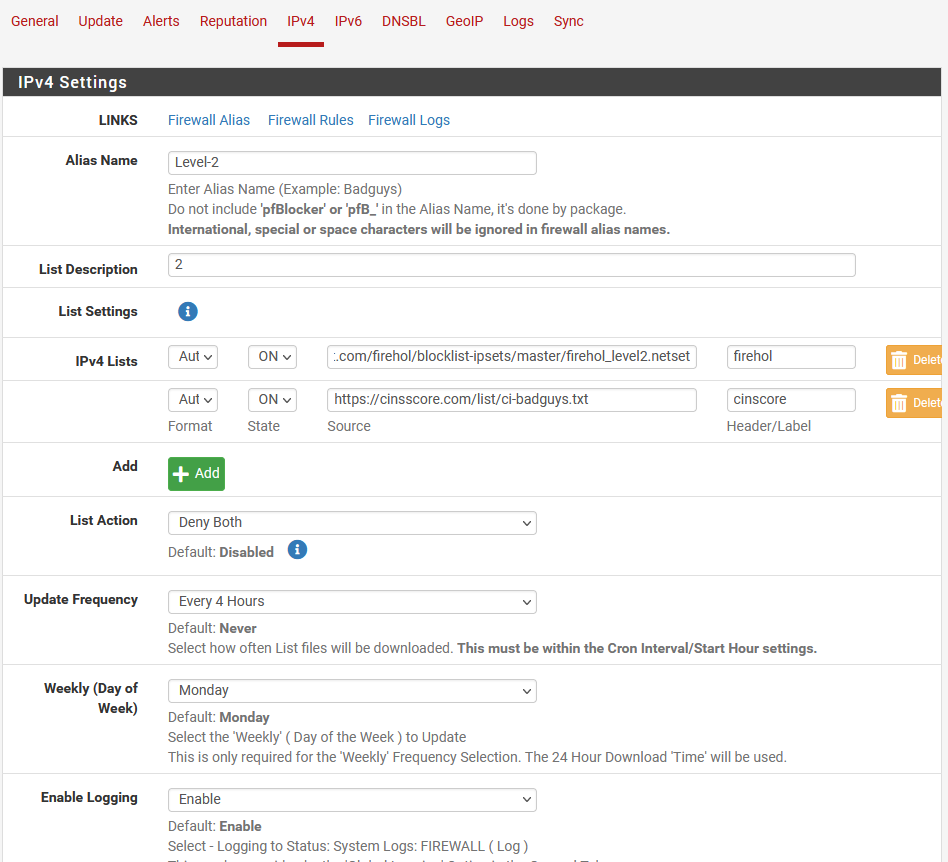 General Update Alerts Reputation IPv4 IPv6 DNSBL GeoIP Logs Sync
IPv4 Settings
LINKS Firewall Alias Firewall Rules Firewall Logs
Alias Name Level-2
Enter Alias Name (Example: Badguys)
Do not include 'pfBlocker' or 'pfB_' in the Alias Name, it's done by package.
International, special or space characters will be ignored in firewall alias names.
List Description 2
List Settings
IPv4 Lists Aut ON .com/firehol/blocklist-ipsets/master/firehol_level2.netset firehol Delete
Aut ON https://cinsscore.com/list/ci-badguys.txt cinscore Delete
Format State Source Header/Label
Add Add
List Action Deny Both
Default: Disabled
Update Frequency Every 4 Hours
Default: Never
Select how often List files will be downloaded. This must be within the Cron Interval/Start Hour settings.
Weekly (Day of Week) Monday
Default: Monday
Select the 'Weekly' ( Day of the Week ) to Update
This is only required for the 'Weekly' Frequency Selection. The 24 Hour Download 'Time' will be used.
Enable Logging Enable
Default: Enable
Select - Logging to Status: System Logs: FIREWALL ( Log )